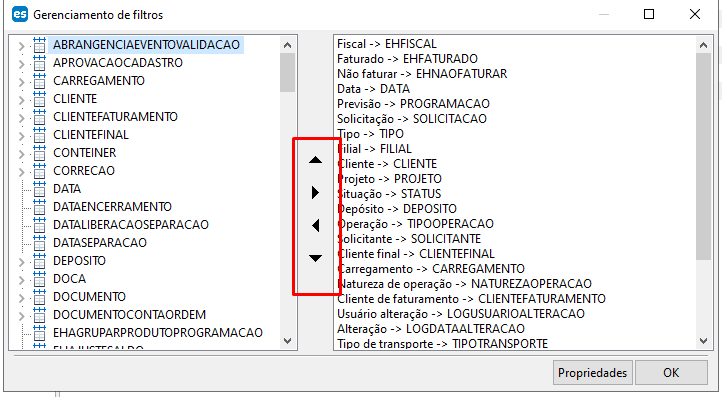 es Gerenciamento de filtros
ABRANGENCIAEVENTOVALIDACAO
APROVACAOCADASTRO
CARREGAMENTO
CLIENTE
CLIENTEFATURAMENTO
CLIENTEFINAL
CONTEINER
CORRECAO
DATA
DATAENCERRAMENTO
DATALIBERACAOSEPARACAO
DATASEPARACAO
DEPOSITO
DOCA
DOCUMENTO
DOCUMENTOCONTAORDEM
EHAGRUPARPRODUTOPROGRAMACAO
EHAJUSTESALDO
Fiscal -> EHFISCAL
Faturado -> EHFATURADO
Não faturar -> EHNAOFATURAR
Data -> DATA
Previsão -> PROGRAMACAO
Solicitação -> SOLICITACAO
Tipo -> TIPO
Filial -> FILIAL
Cliente -> CLIENTE
Projeto -> PROJETO
Situação -> STATUS
Depósito -> DEPOSITO
Operação -> TIPOOPERACAO
Solicitante -> SOLICITANTE
Cliente final -> CLIENTEFINAL
Carregamento -> CARREGAMENTO
Natureza de operação -> NATUREZAOPERACAO
Cliente de faturamento -> CLIENTEFATURAMENTO
Usuário alteração -> LOGUSUARIOALTERACAO
Alteração -> LOGDATAALTERACAO
Tipo de transporte -> TIPOTRANSPORTE
Propriedades
OK